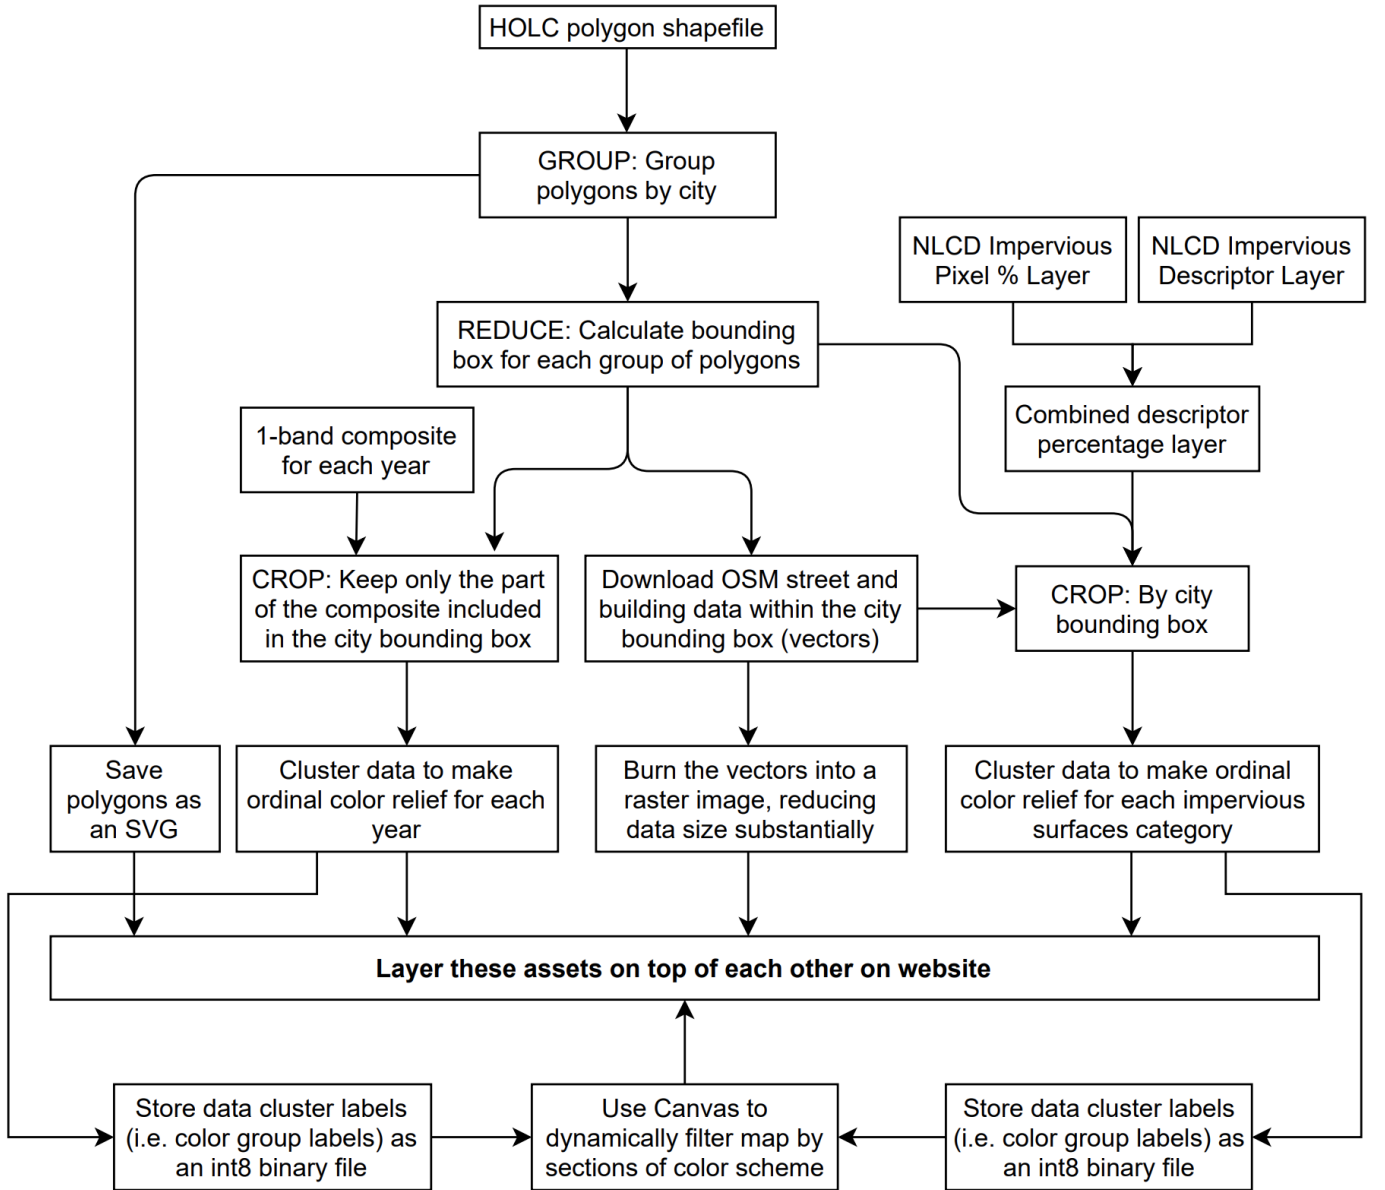 HOLC polygon shapefile
GROUP: Group
polygons by city
NLCD Impervious
Pixel % Layer
NLCD Impervious
Descriptor Layer
REDUCE: Calculate bounding
box for each group of polygons
1-band composite
for each year
Combined descriptor
percentage layer
CROP: Keep only the part
of the composite included
in the city bounding box
Download OSM street and
building data within the city
bounding box (vectors)
CROP: By city
bounding box
Save
polygons as
an SVG
Cluster data to make
ordinal color relief for each
year
Burn the vectors into a
raster image, reducing
data size substantially
Cluster data to make ordinal
color relief for each impervious
surfaces category
Layer these assets on top of each other on website
Store data cluster labels
(i.e. color group labels) as
an int8 binary file
Use Canvas to
dynamically filter map by
sections of color scheme
Store data cluster labels
(i.e. color group labels) as
an int8 binary file